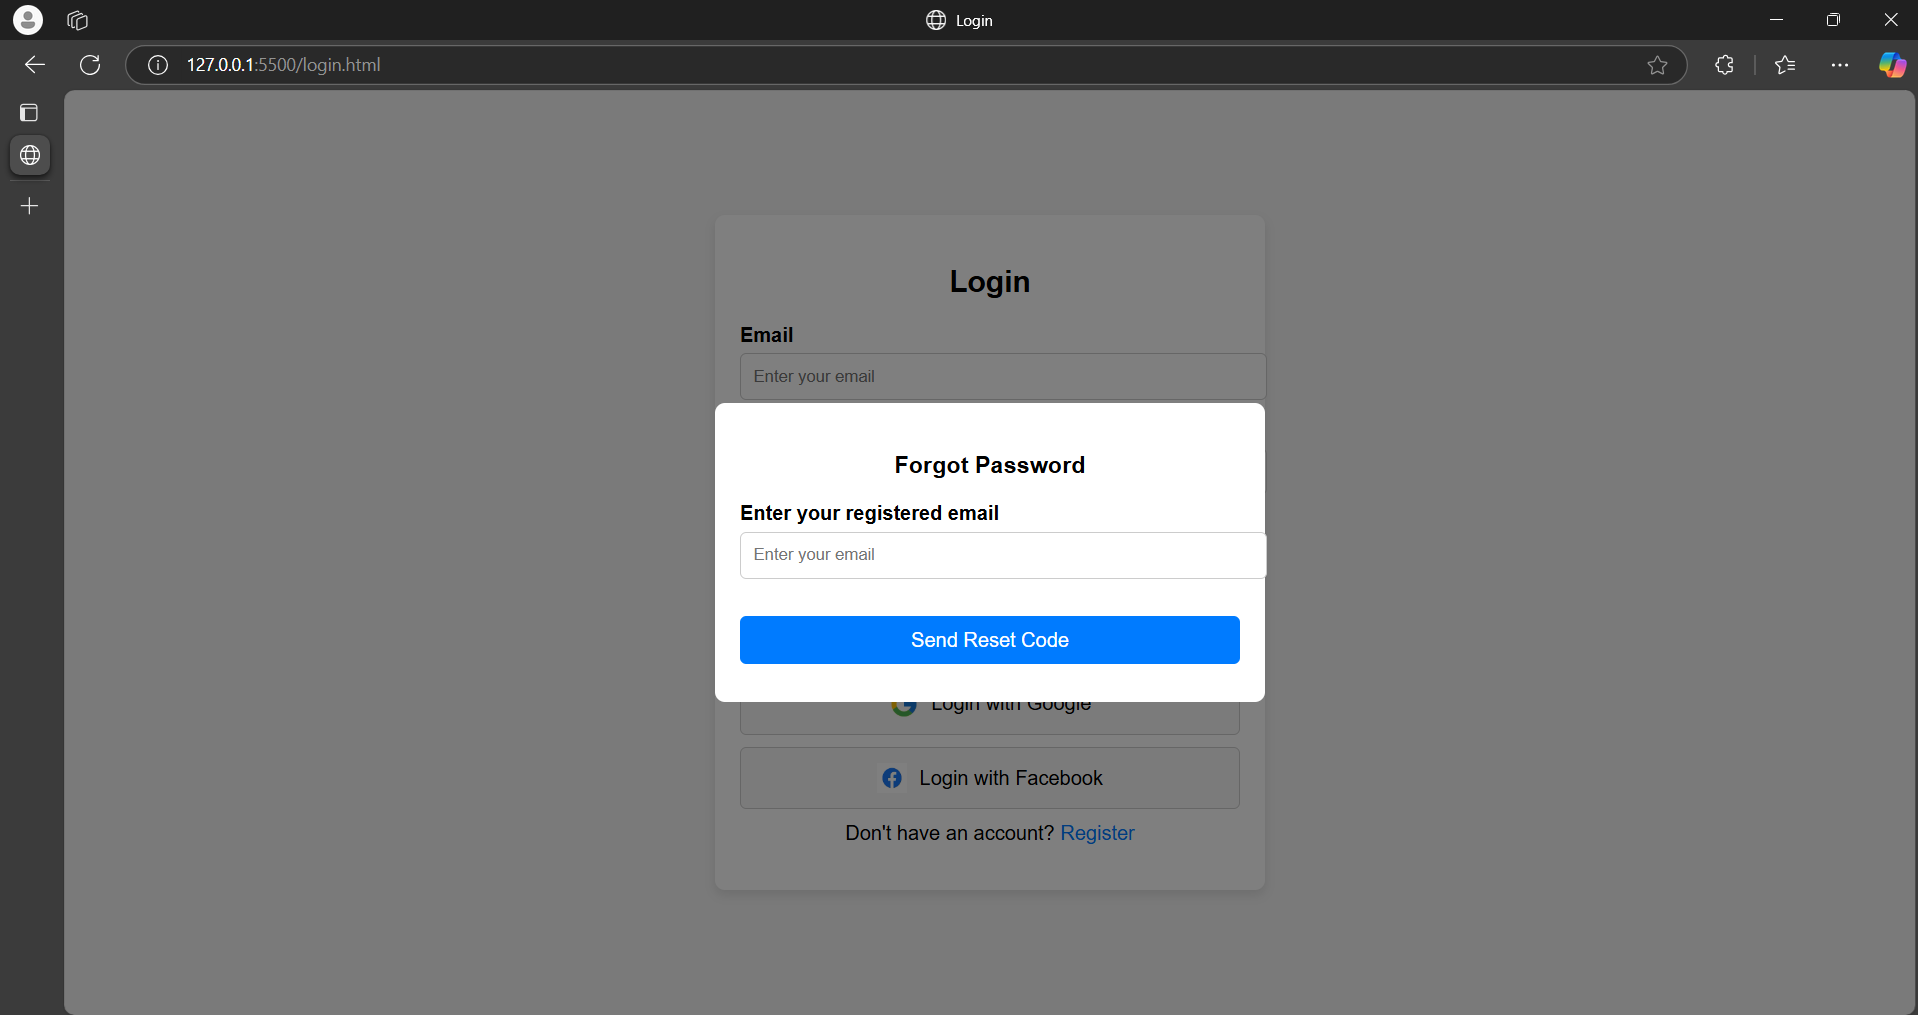 Login
127.0.0.1:5500/login.html
Login
Email
Enter your email
Forgot Password
Enter your registered email
Enter your email
Send Reset Code
Login with Google
Login with Facebook
Don't have an account? Register